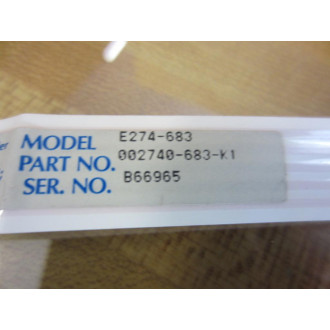 MODEL E274-683
PART NO. 002740-683-K1
SER. NO. B66965